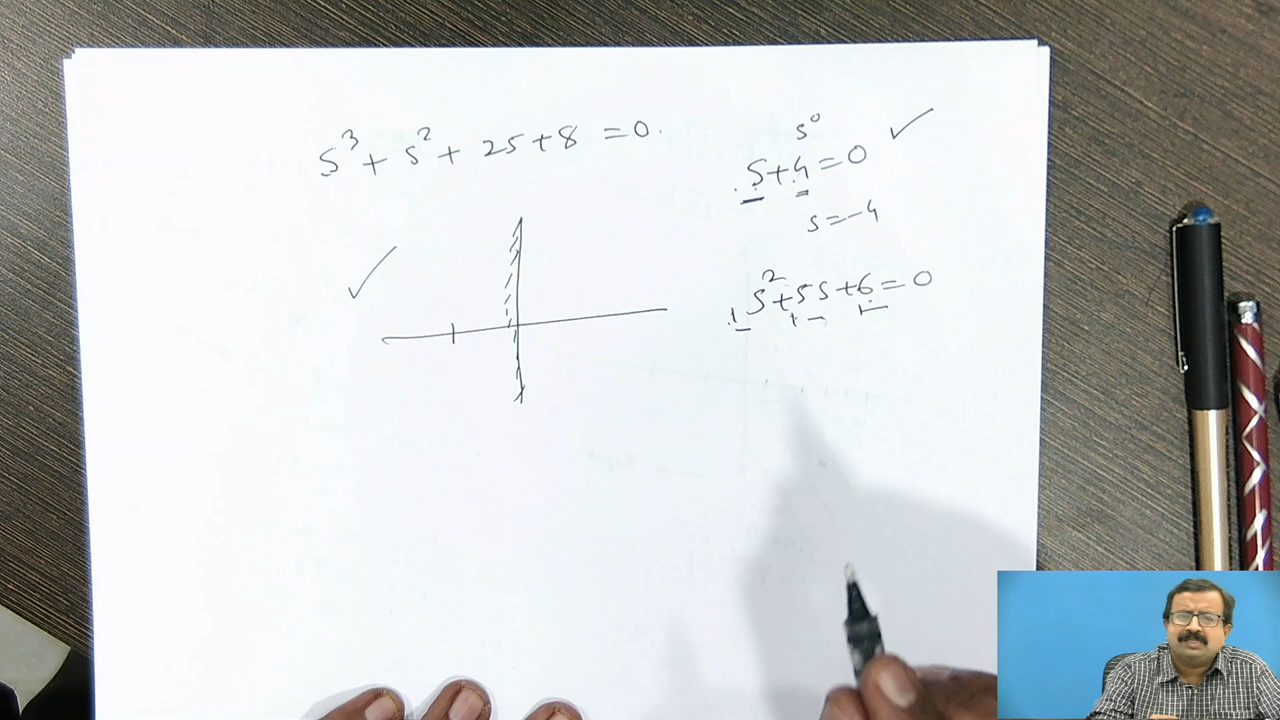 s³ + s² + 2s + 8 = 0.
s⁰
s + 4 = 0
s = -4
s² + 5s + 6 = 0